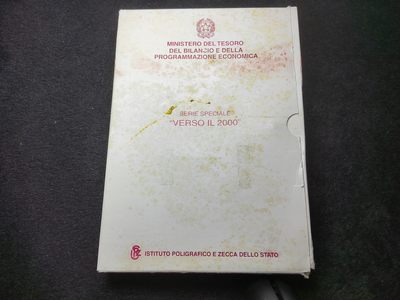 MINISTERO DEL TESORO
DEL BILANCIO E DELLA
PROGRAMMAZIONE ECONOMICA
SERIE SPECIALE
"VERSO IL 2000"
ISTITUTO POLIGRAFICO E ZECCA DELLO STATO